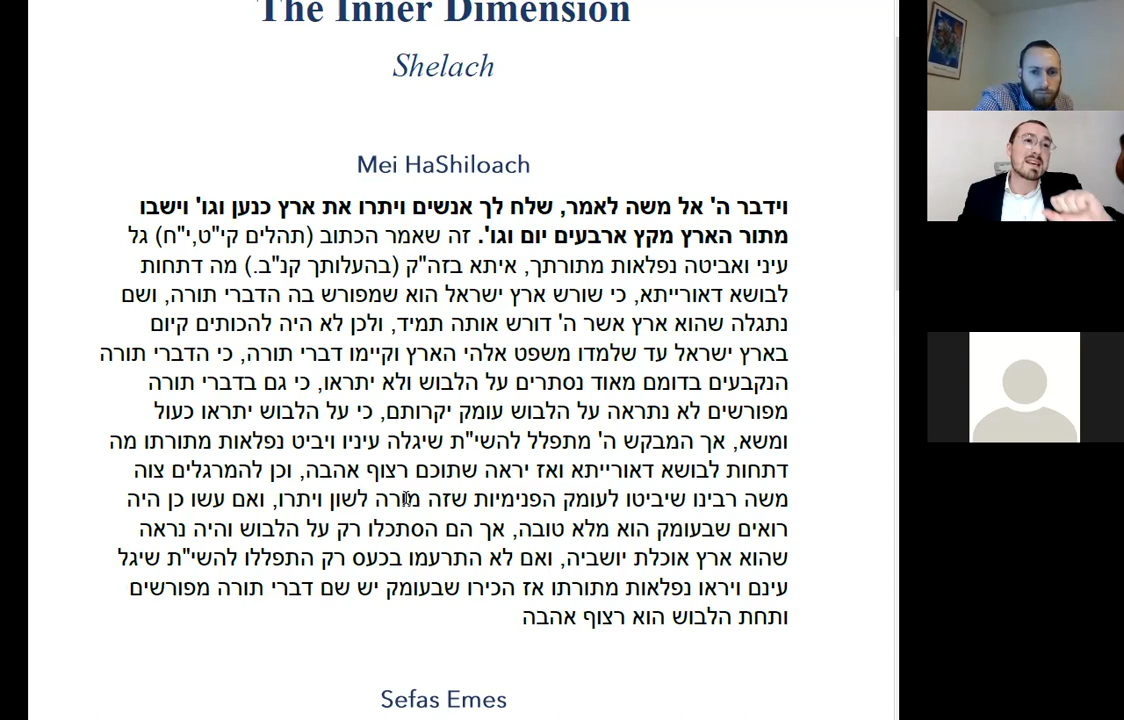 The Inner Dimension
Shelach
Mei HaShiloach
וידבר ה' אל משה לאמר, שלח לך אנשים ויתרו את ארץ כנען וגו' וישבו
מתור הארץ מקץ ארבעים יום וגו'. זה שאמר הכתוב (תהלים קי"ט,י"ח) גל
עיני ואביטה נפלאות מתורתך, איתא בזה"ק (בהעלותך קנ"ב.) מה דתחות
לבושא דאורייתא, כי שורש ארץ ישראל הוא שמפורש בה הדברי תורה, ושם
נתגלה שהוא ארץ אשר ה' דורש אותה תמיד, ולכן לא היה להכותים קיום
בארץ ישראל עד שלמדו משפט אלהי הארץ וקיימו דברי תורה, כי הדברי תורה
הנקבעים בדומם מאוד נסתרים על הלבוש ולא יתראו, כי גם בדברי תורה
מפורשים לא נתראה על הלבוש עומק יקרותם, כי על הלבוש יתראו כעול
ומשא, אך המבקש ה' מתפלל להשי"ת שיגלה עיניו ויביט נפלאות מתורתו מה
דתחות לבושא דאורייתא ואז יראה שתוכם רצוף אהבה, וכן להמרגלים צוה
משה רבינו שיביטו לעומק הפנימיות שזה מורה לשון ויתרו, ואם עשו כן היה
רואים שבעומק הוא מלא טובה, אך הם הסתכלו רק על הלבוש והיה נראה
שהוא ארץ אוכלת יושביה, ואם לא התרעמו בכעס רק התפללו להשי"ת שיגל
עינם ויראו נפלאות מתורתו אז הכירו שבעומק יש שם דברי תורה מפורשים
ותחת הלבוש הוא רצוף אהבה
Sefas Emes